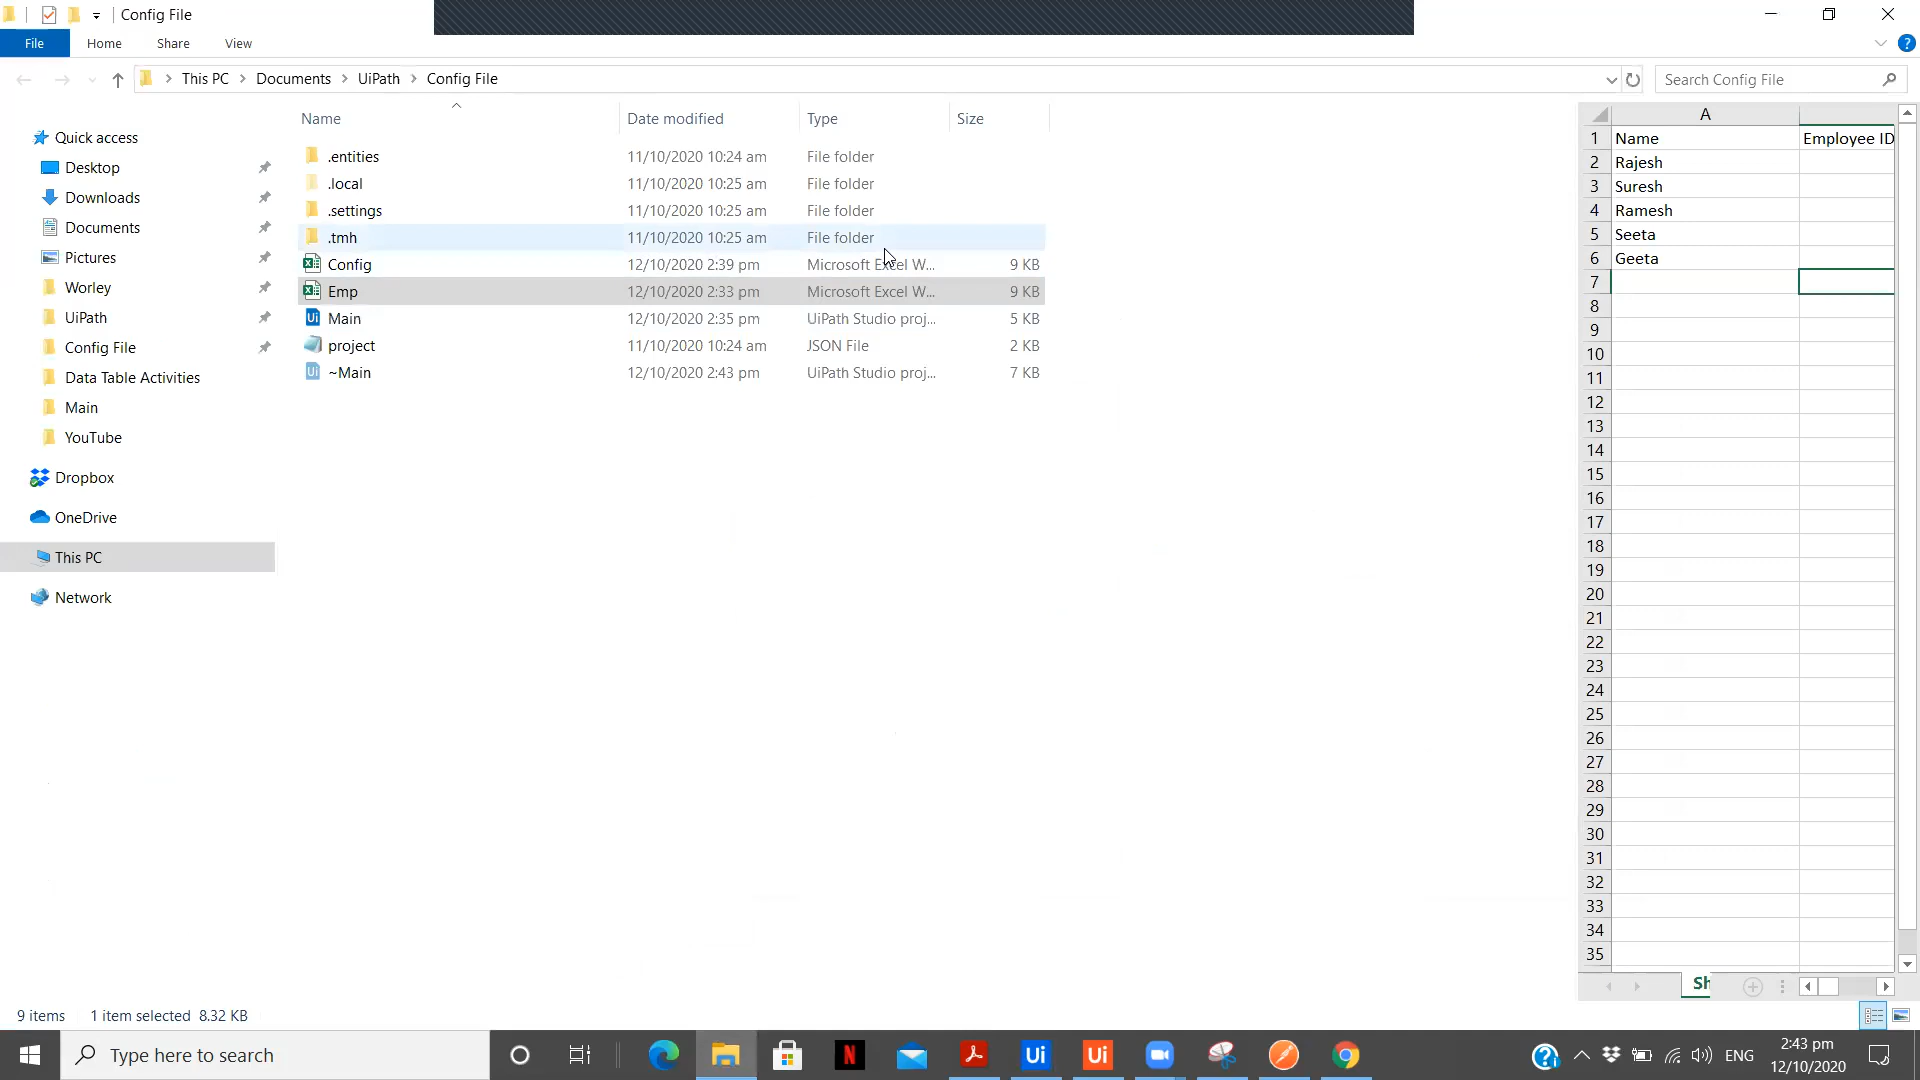 Config File
File
Home
Share
View
This PC
Documents
UiPath
Config File
Search Config File
Quick access
Desktop
Downloads
Documents
Pictures
Worley
UiPath
Config File
Data Table Activities
Main
YouTube
Dropbox
OneDrive
This PC
Network
Name Date modified Type Size
.entities 11/10/2020 10:24 am File folder
.local 11/10/2020 10:25 am File folder
.settings 11/10/2020 10:25 am File folder
.tmh 11/10/2020 10:25 am File folder
Config 12/10/2020 2:39 pm Microsoft Excel W... 9 KB
Emp 12/10/2020 2:33 pm Microsoft Excel W... 9 KB
Main 12/10/2020 2:35 pm UiPath Studio proj... 5 KB
project 11/10/2020 10:24 am JSON File 2 KB
~Main 12/10/2020 2:43 pm UiPath Studio proj... 7 KB
A
1 Name Employee ID
2 Rajesh
3 Suresh
4 Ramesh
5 Seeta
6 Geeta
7
8
9
10
11
12
13
14
15
16
17
18
19
20
21
22
23
24
25
26
27
28
29
30
31
32
33
34
35
Sh
9 items 1 item selected 8.32 KB
Type here to search
N
Ui
Ui
ENG
2:43 pm
12/10/2020